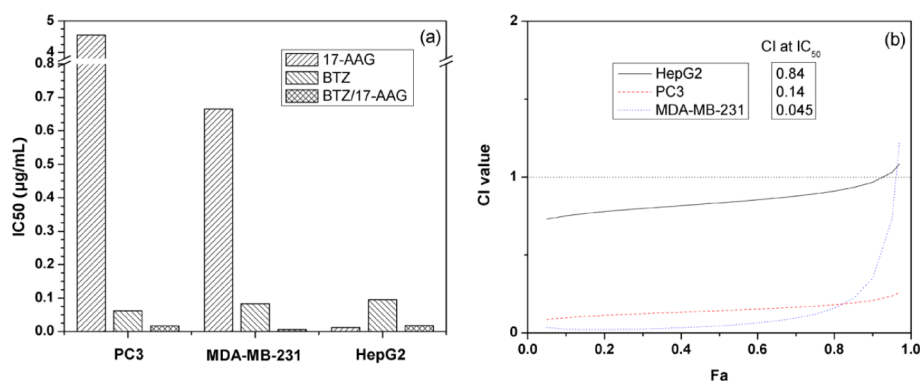 (a)
17-AAG
BTZ
BTZ/17-AAG
IC50 (µg/mL)
5
4
0.8
0.7
0.6
0.5
0.4
0.3
0.2
0.1
0.0
PC3 MDA-MB-231 HepG2
(b)
CI at IC50
HepG2 0.84
PC3 0.14
MDA-MB-231 0.045
CI value
2
1
0
0.0 0.2 0.4 0.6 0.8 1.0
Fa